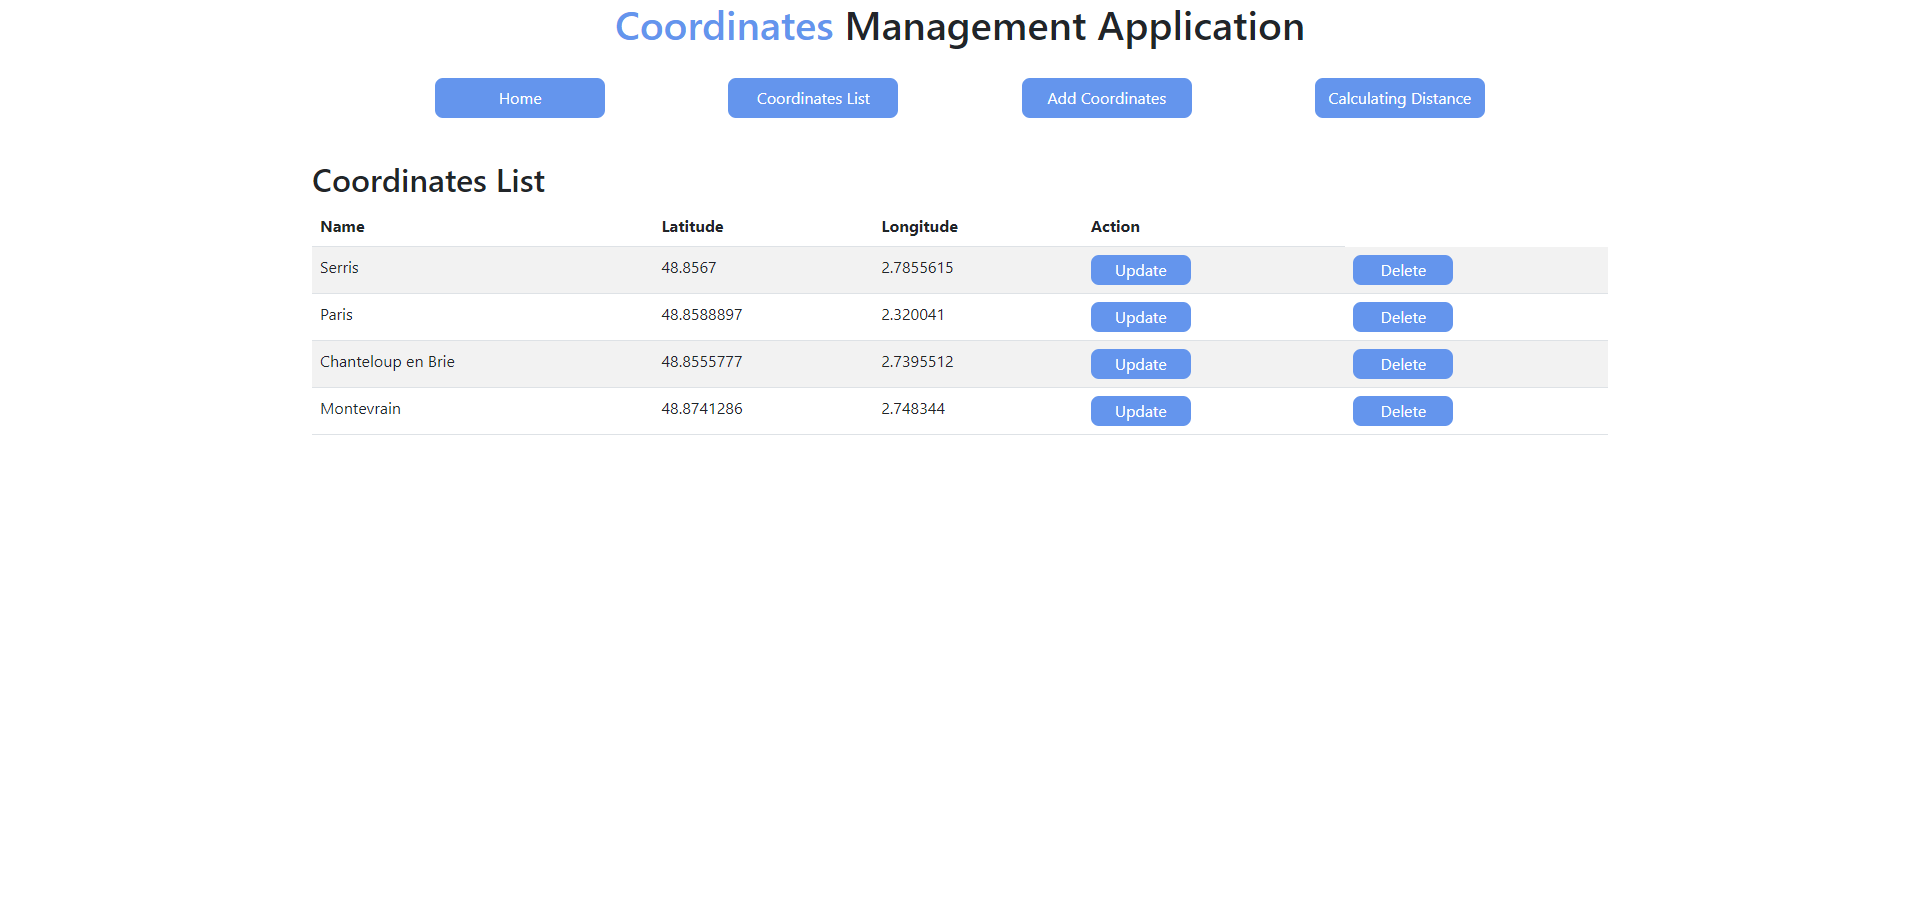 Coordinates Management Application
Home Coordinates List Add Coordinates Calculating Distance
Coordinates List
Name Latitude Longitude Action
Serris 48.8567 2.7855615 Update Delete
Paris 48.8588897 2.320041 Update Delete
Chanteloup en Brie 48.8555777 2.7395512 Update Delete
Montevrain 48.8741286 2.748344 Update Delete